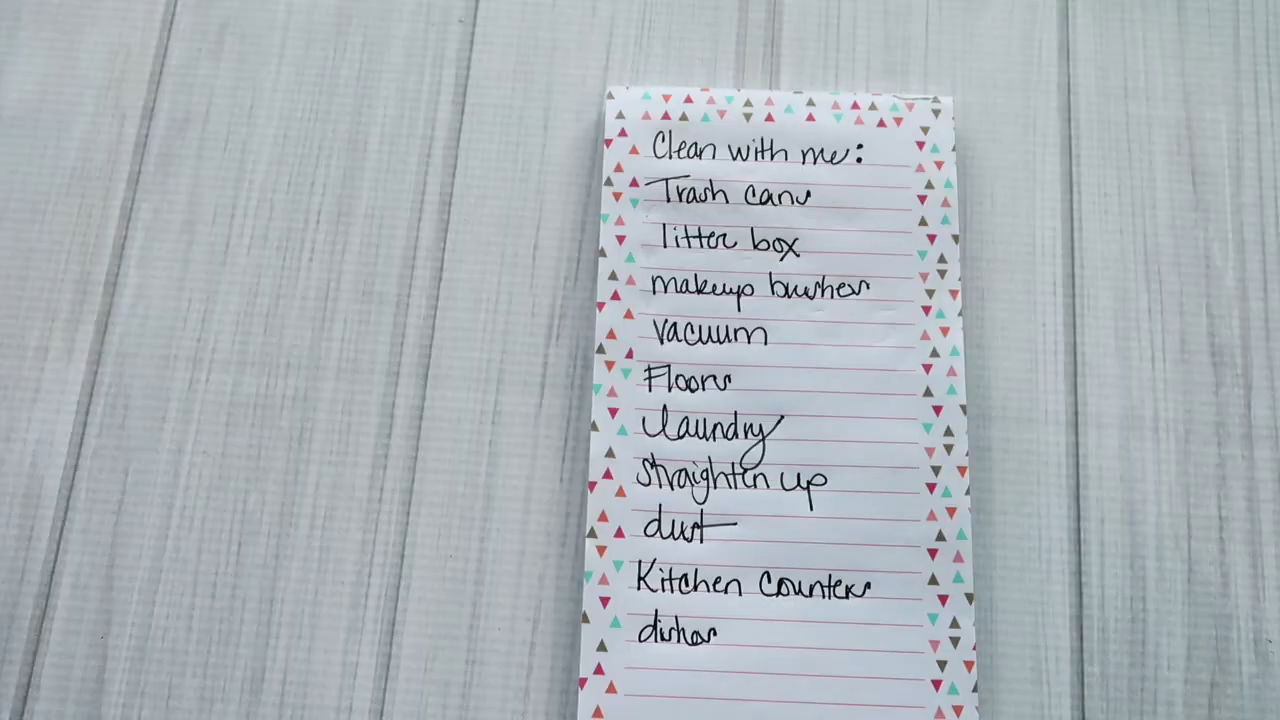 Clean with me:
Trash cans
litter box
makeup brushes
vacuum
Floors
laundry
straighten up
dust
Kitchen Counters
dishes